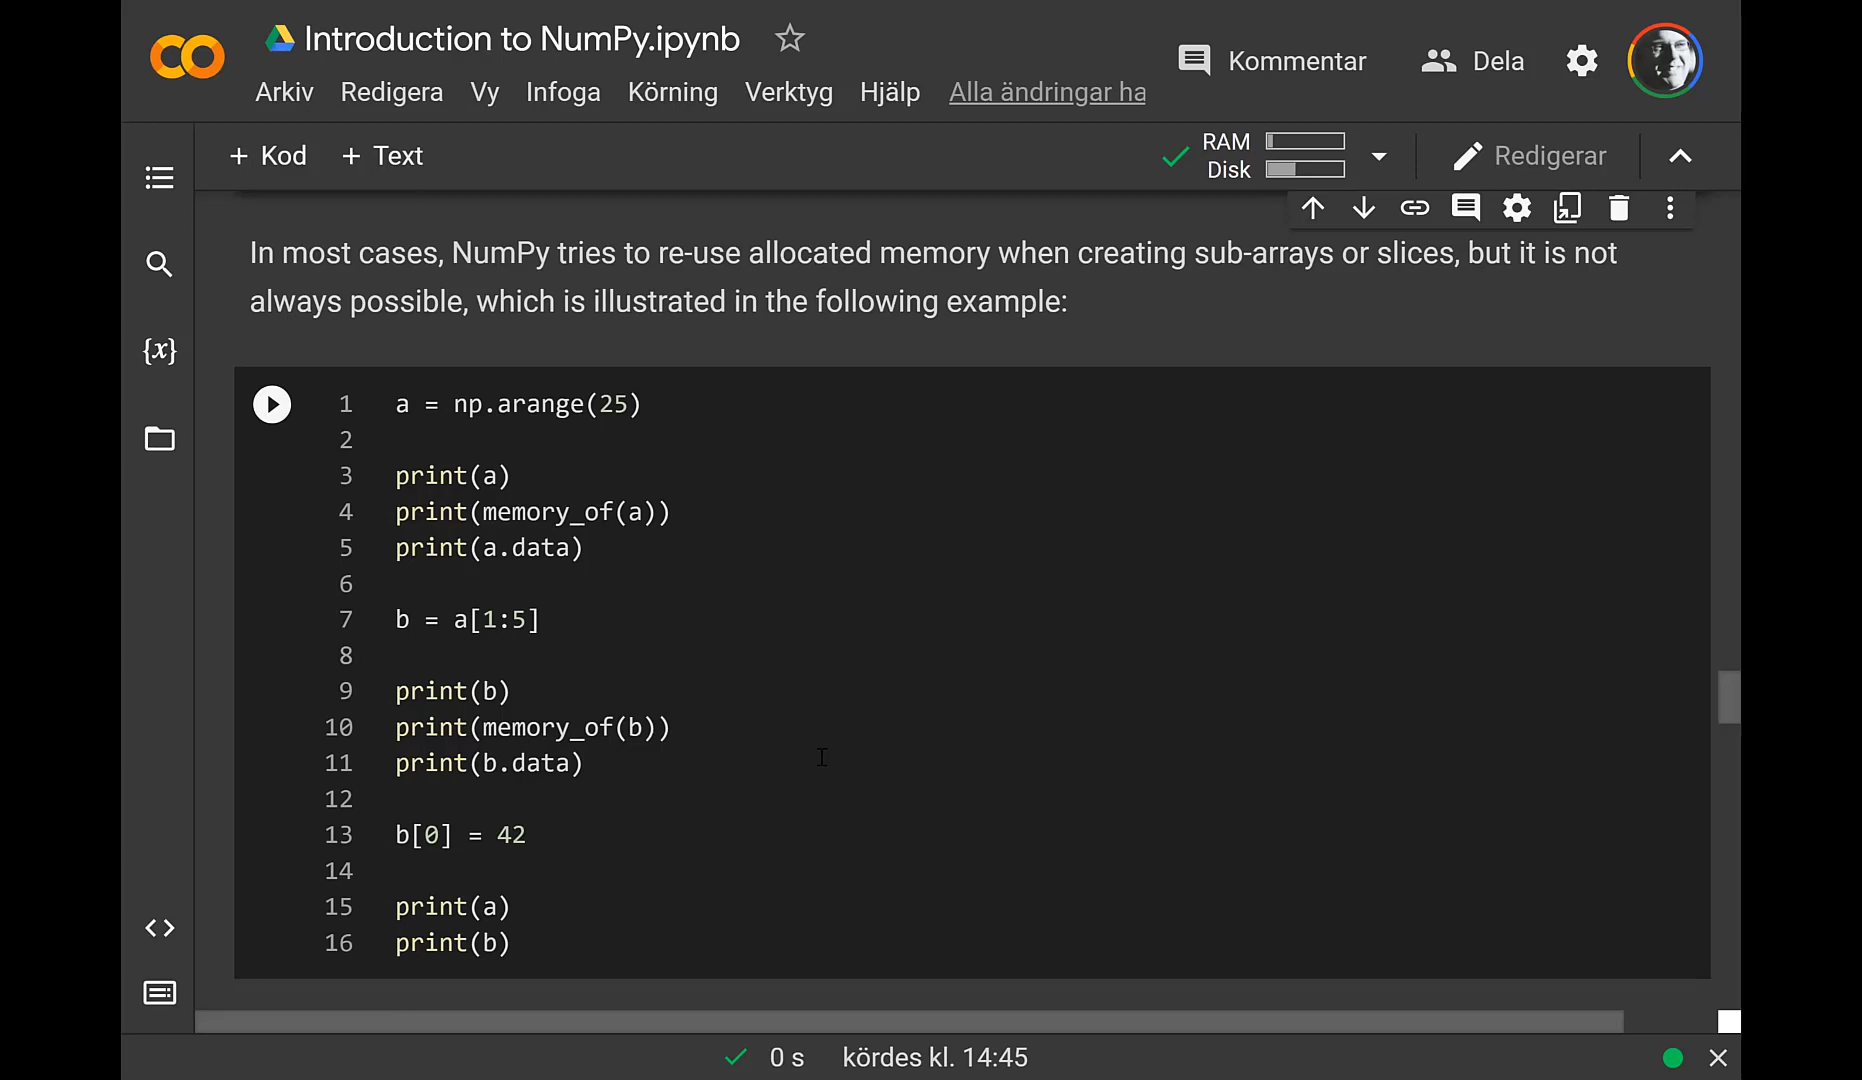 Introduction to NumPy.ipynb
Kommentar
Dela
Arkiv Redigera Vy Infoga Körning Verktyg Hjälp Alla ändringar ha
+ Kod + Text
RAM
Disk
Redigerar
In most cases, NumPy tries to re-use allocated memory when creating sub-arrays or slices, but it is not
always possible, which is illustrated in the following example:
{x}
1 a = np.arange(25)
2
3 print(a)
4 print(memory_of(a))
5 print(a.data)
6
7 b = a[1:5]
8
9 print(b)
10 print(memory_of(b))
11 print(b.data)
12
13 b[0] = 42
14
15 print(a)
16 print(b)
0 s kördes kl. 14:45